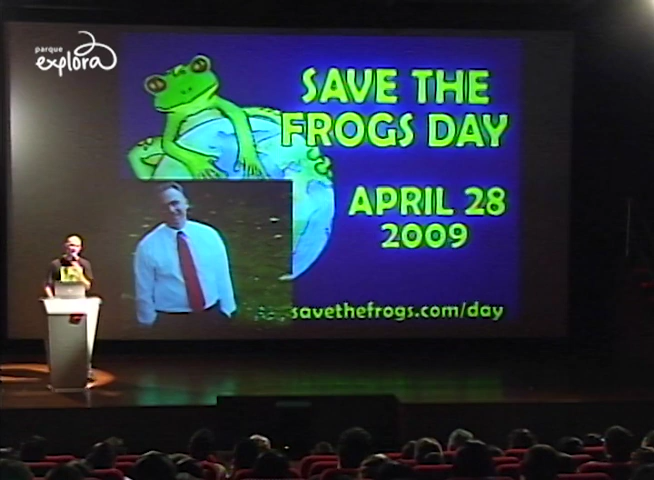 parque
explora
SAVE THE
FROGS DAY
APRIL 28
2009
savethefrogs.com/day